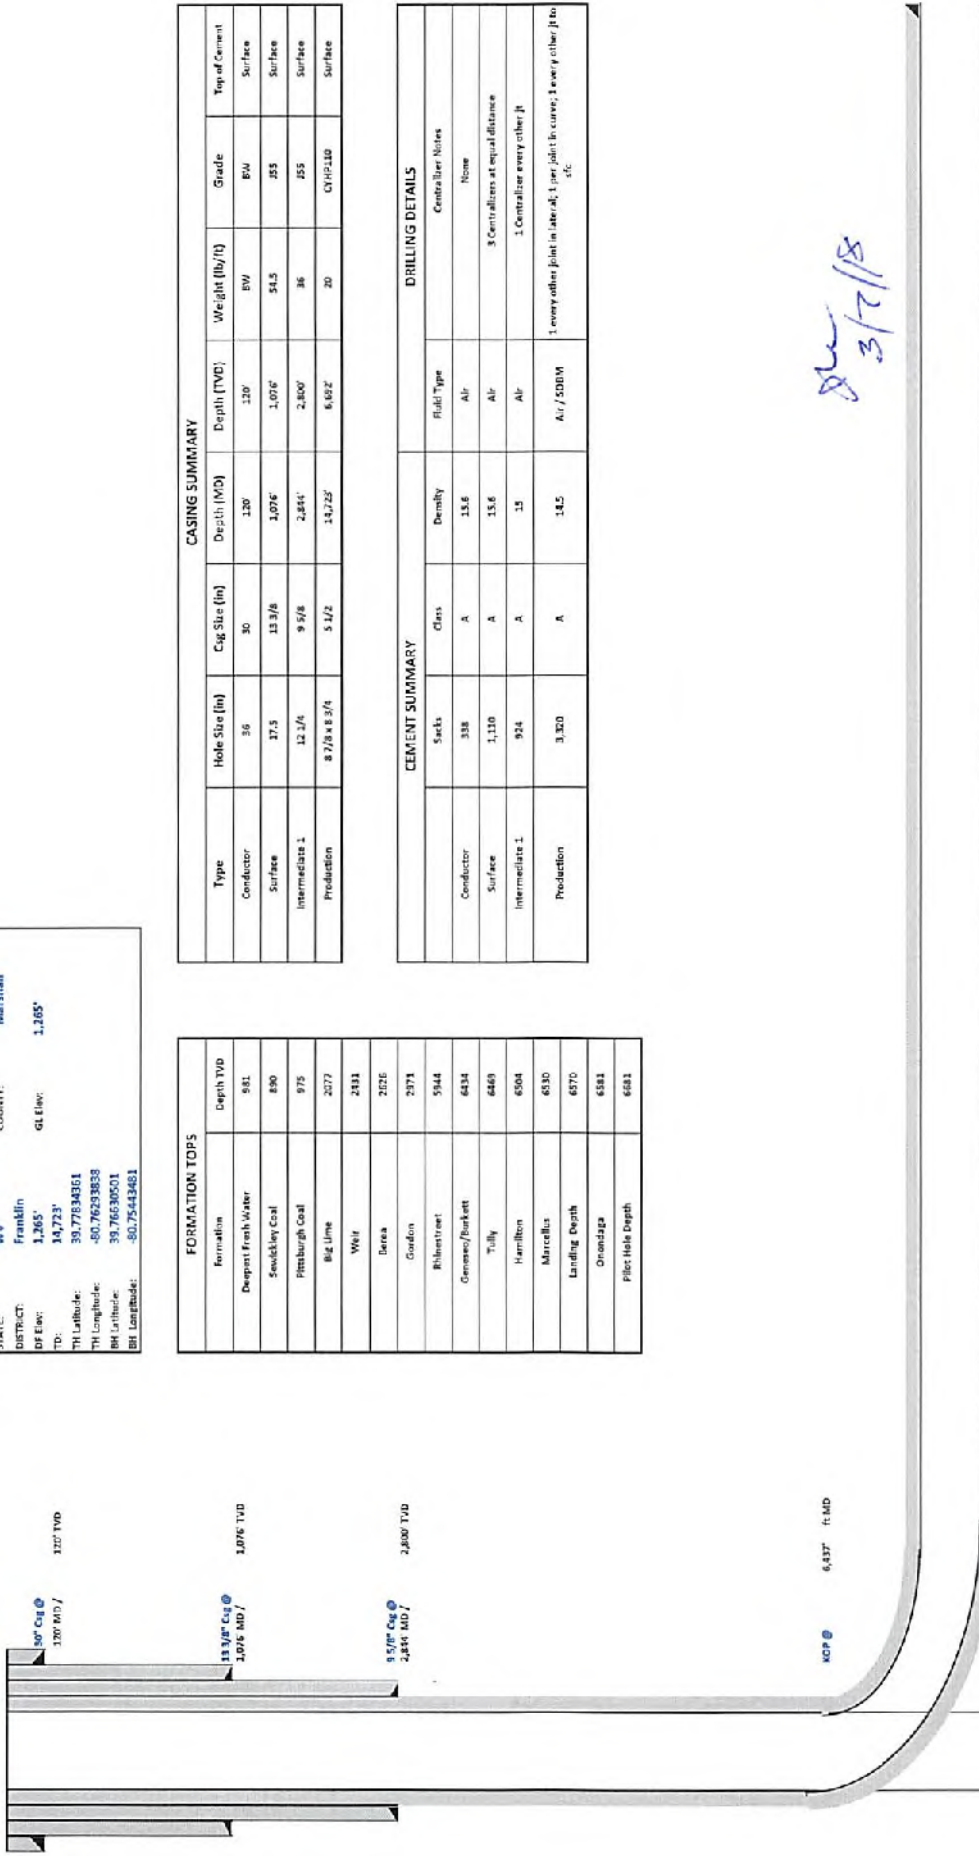 DISTRICT: Franklin
DF Elev: 1,265' GL Elev: 1,265'
TD: 14,723'
TH Latitude: 39.77834361
TH Longitude: -80.76293838
BH Latitude: 39.76630501
BH Longitude: -80.75443481
30" Csg @
120' MD / 120' TVD
13 3/8" Csg @
1,076' MD / 1,076' TVD
9 5/8" Csg @
2,844' MD / 2,800' TVD
KOP @ 6,437' ft MD
FORMATION TOPS
Formation Depth TVD
Deepest Fresh Water 981
Sewickley Coal 890
Pittsburgh Coal 975
Big Lime 2077
Weir 2431
Berea
Gordon 2971
Rhinestreet 5944
Geneseo/Burkett 6434
Tully 6469
Hamilton 6504
Marcellus 6530
Landing Depth 6570
Onondaga 6581
Pilot Hole Depth 6681
CASING SUMMARY
Type Hole Size (in) Csg Size (in) Depth (MD) Depth (TVD) Weight (lb/ft) Grade Top of Cement
Conductor 36 30 120' 120' BW BW Surface
Surface 17.5 13 3/8 1,076' 1,076' 54.5 J55 Surface
Intermediate 1 12 1/4 9 5/8 2,844' 2,800' 36 J55 Surface
Production 8 7/8 x 8 3/4 5 1/2 14,723' 20 CYHP110 Surface
CEMENT SUMMARY DRILLING DETAILS
Sacks Class Density Fluid Type Centralizer Notes
Conductor 338 A 15.6 Air None
Surface 1,110 A 15.6 Air 3 Centralizers at equal distance
Intermediate 1 924 A 15 Air 1 Centralizer every other jt
Production 3,320 A 14.5 Air / SOBM 1 every other joint in lateral; 1 per joint in curve; 1 every other jt to
sfc
3/7/18